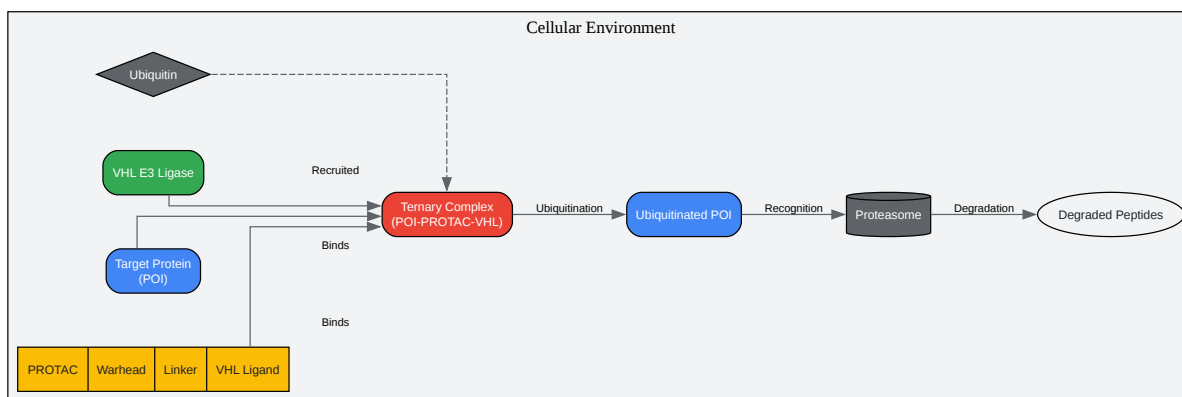 Cellular Environment
Ubiquitin
VHL E3 Ligase
Recruited
Ternary Complex
(POI-PROTAC-VHL)
Ubiquitination
Ubiquitinated POI
Recognition
Proteasome
Degradation
Degraded Peptides
Binds
Target Protein
(POI)
Binds
PROTAC
Warhead
Linker
VHL Ligand